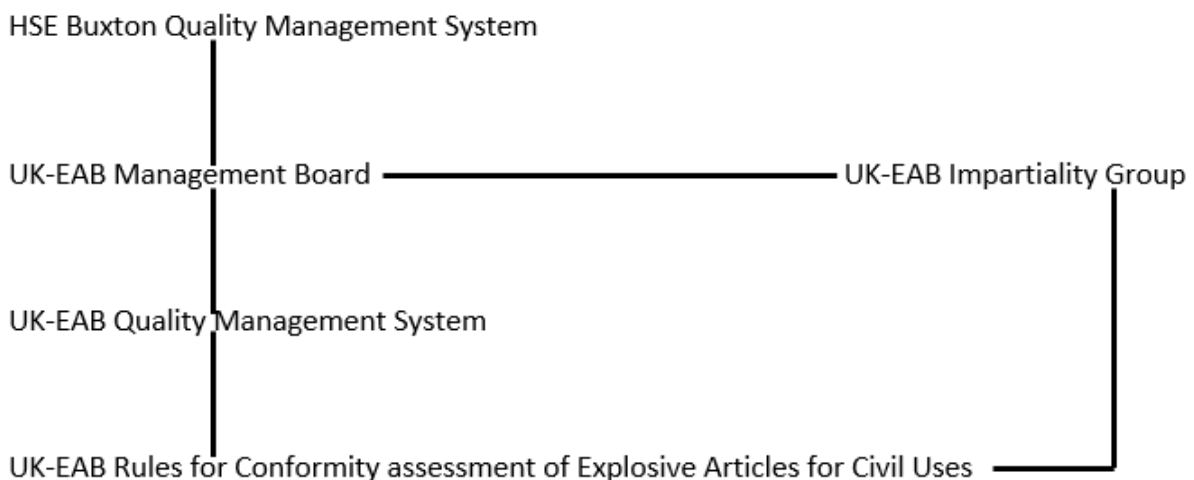 HSE Buxton Quality Management System
UK-EAB Management Board
UK-EAB Impartiality Group
UK-EAB Quality Management System
UK-EAB Rules for Conformity assessment of Explosive Articles for Civil Uses